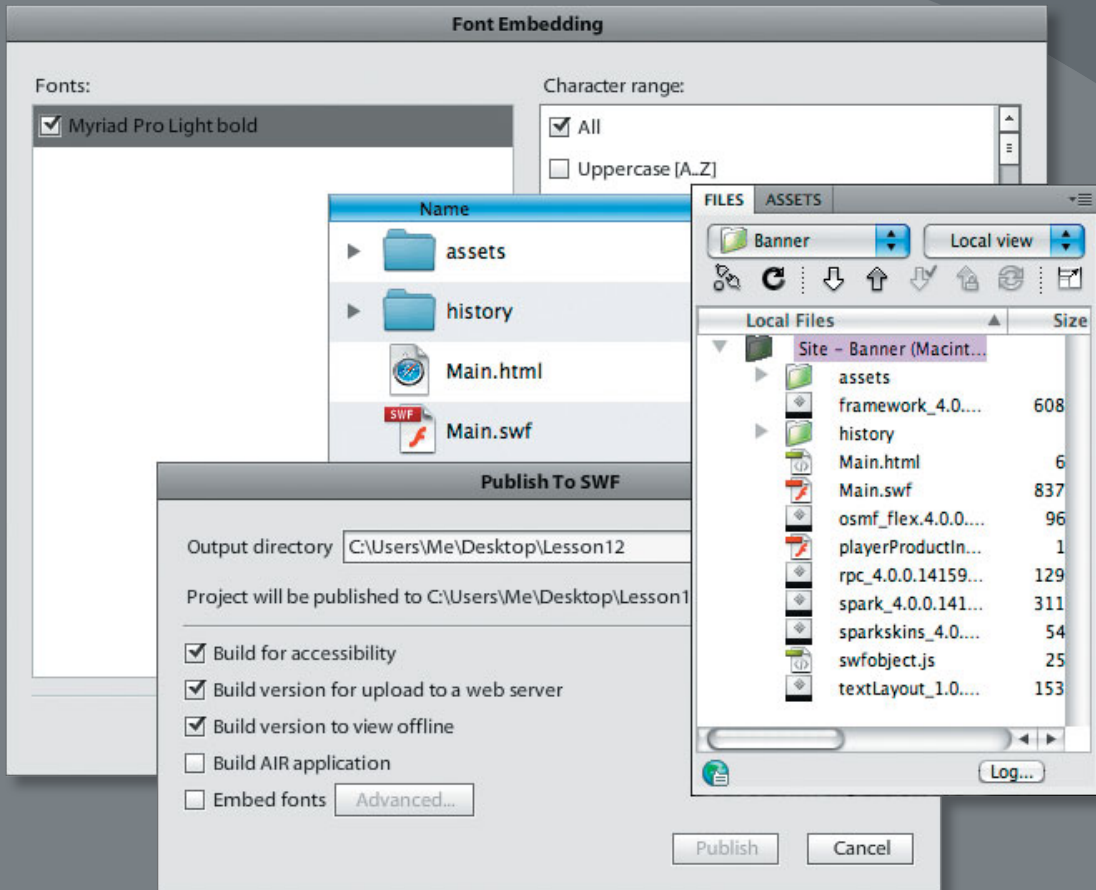 Font Embedding
Fonts:
Myriad Pro Light bold
Character range:
All
Uppercase [A..Z]
Name
assets
history
Main.html
SWF
Main.swf
FILES ASSETS
Banner Local view
Local Files Size
Site – Banner (Macint...
assets
framework_4.0.... 608
history
Main.html 6
Main.swf 837
osmf_flex.4.0.0.... 96
playerProductIn... 1
rpc_4.0.0.14159... 129
spark_4.0.0.141... 311
sparkskins_4.0.... 54
swfobject.js 25
textLayout_1.0.... 153
Log...
Publish To SWF
Output directory C:\Users\Me\Desktop\Lesson12
Project will be published to C:\Users\Me\Desktop\Lesson1
Build for accessibility
Build version for upload to a web server
Build version to view offline
Build AIR application
Embed fonts Advanced...
Publish Cancel